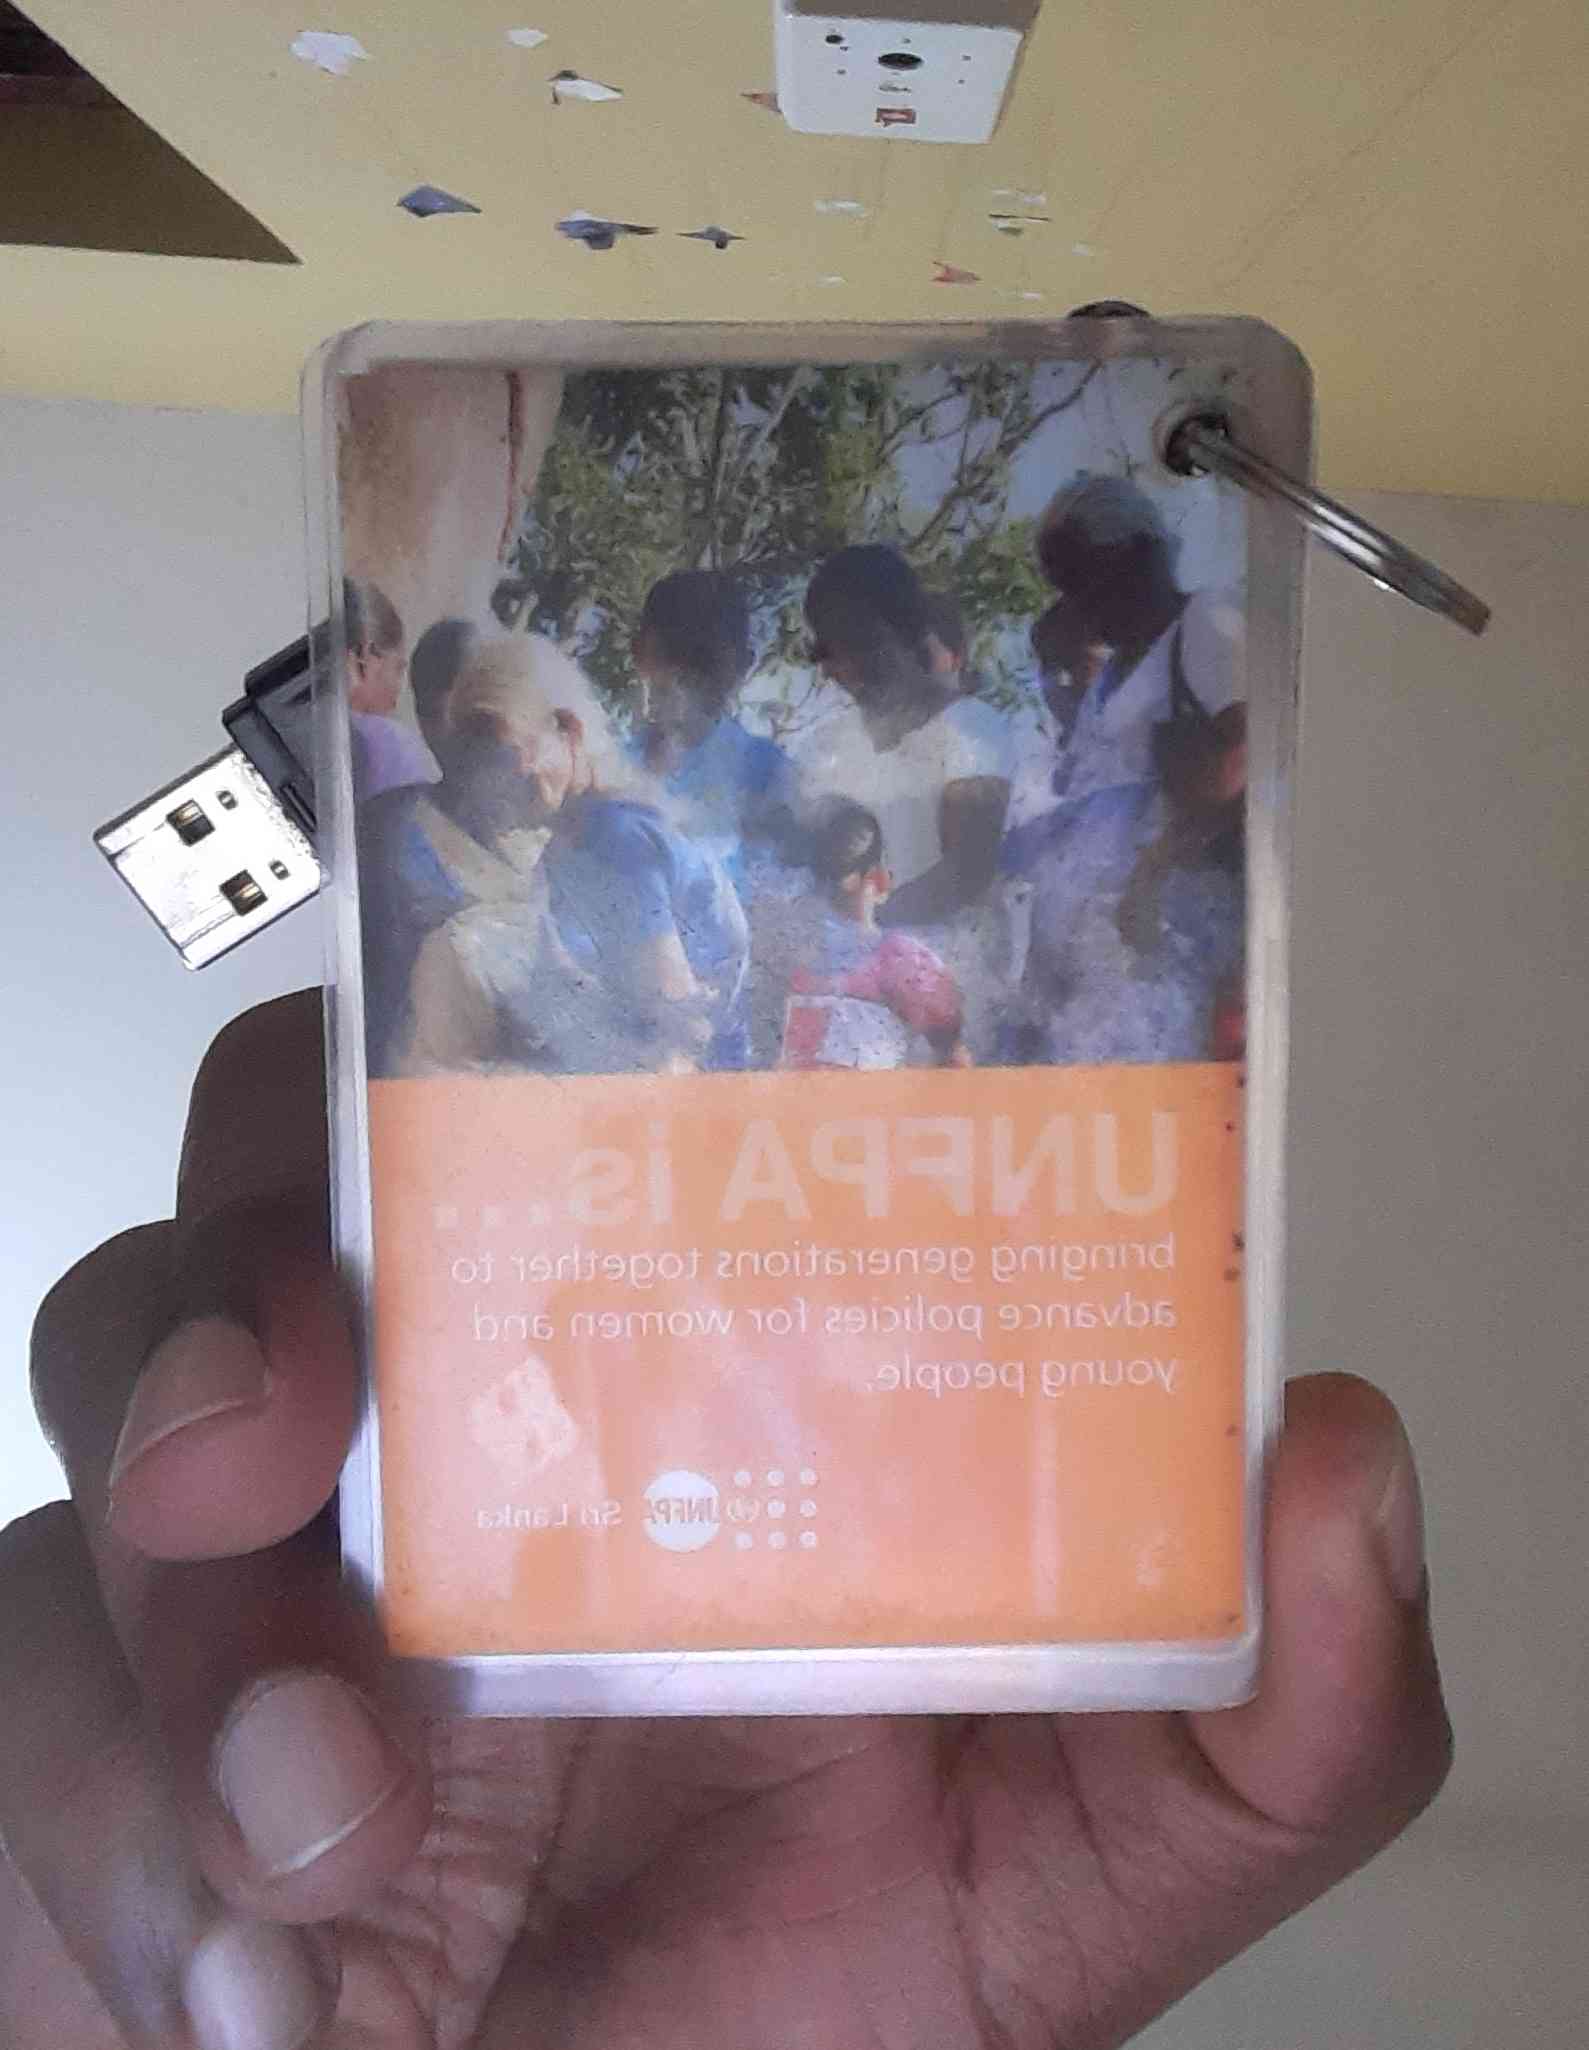 UNFPA is...
bringing generations together to
advance policies for women and
young people.
UNFPA Sri Lanka